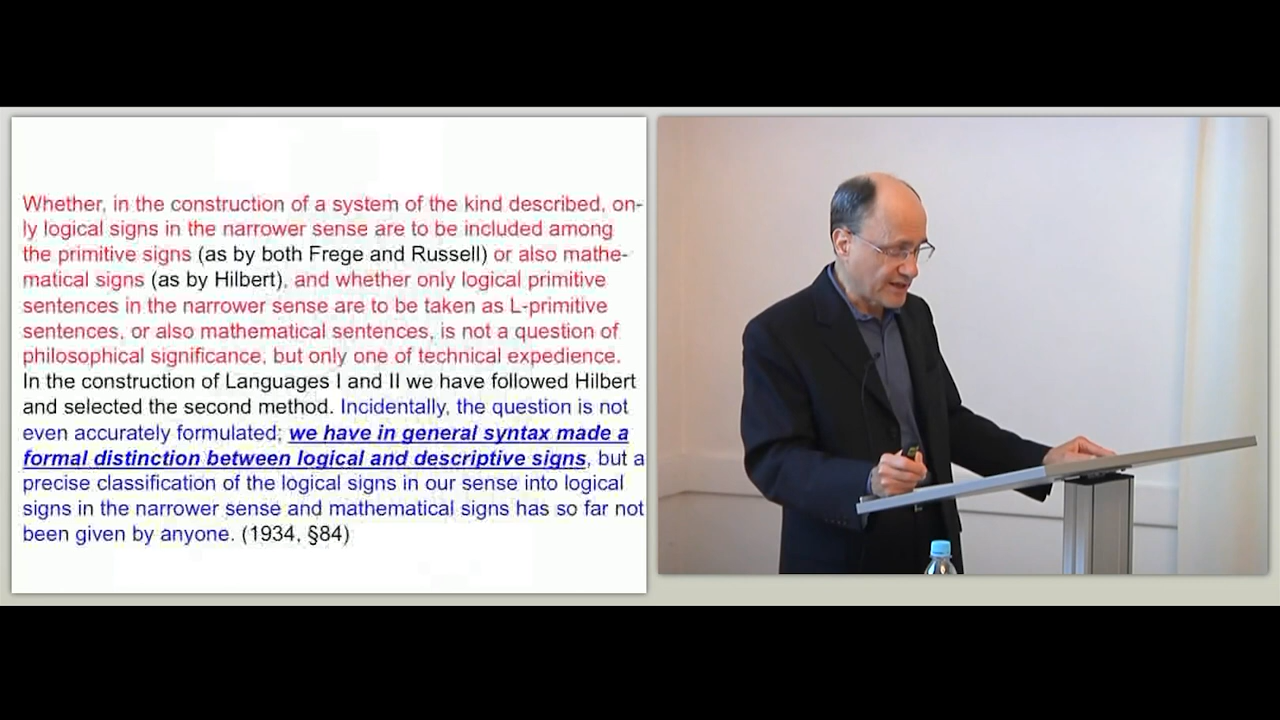 Whether, in the construction of a system of the kind described, on-
ly logical signs in the narrower sense are to be included among
the primitive signs (as by both Frege and Russell) or also mathe-
matical signs (as by Hilbert), and whether only logical primitive
sentences in the narrower sense are to be taken as L-primitive
sentences, or also mathematical sentences, is not a question of
philosophical significance, but only one of technical expedience.
In the construction of Languages I and II we have followed Hilbert
and selected the second method. Incidentally, the question is not
even accurately formulated; we have in general syntax made a
formal distinction between logical and descriptive signs, but a
precise classification of the logical signs in our sense into logical
signs in the narrower sense and mathematical signs has so far not
been given by anyone. (1934, §84)